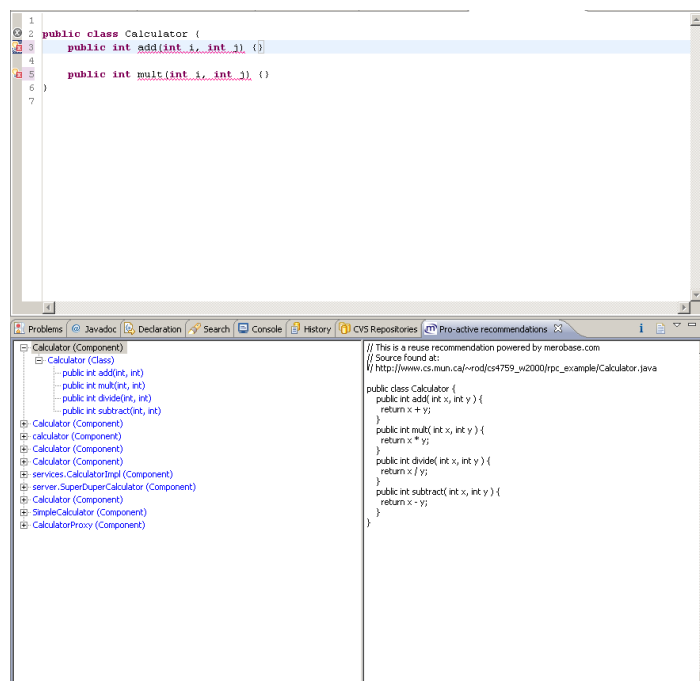 1
2 public class Calculator {
3 public int add(int i, int j) {}
4
5 public int mult(int i, int j) {}
6 }
7
Problems @ Javadoc Declaration Search Console History CVS Repositories Pro-active recommendations
Calculator (Component)
Calculator (Class)
public int add(int, int)
public int mult(int, int)
public int divide(int, int)
public int subtract(int, int)
Calculator (Component)
calculator (Component)
Calculator (Component)
Calculator (Component)
services.CalculatorImpl (Component)
server.SuperDuperCalculator (Component)
Calculator (Component)
SimpleCalculator (Component)
CalculatorProxy (Component)
// This is a reuse recommendation powered by merobase.com
// Source found at:
// http://www.cs.mun.ca/~rod/cs4759_w2000/rpc_example/Calculator.java
public class Calculator {
public int add( int x, int y ) {
return x + y;
}
public int mult( int x, int y ) {
return x * y;
}
public int divide( int x, int y ) {
return x / y;
}
public int subtract( int x, int y ) {
return x - y;
}
}